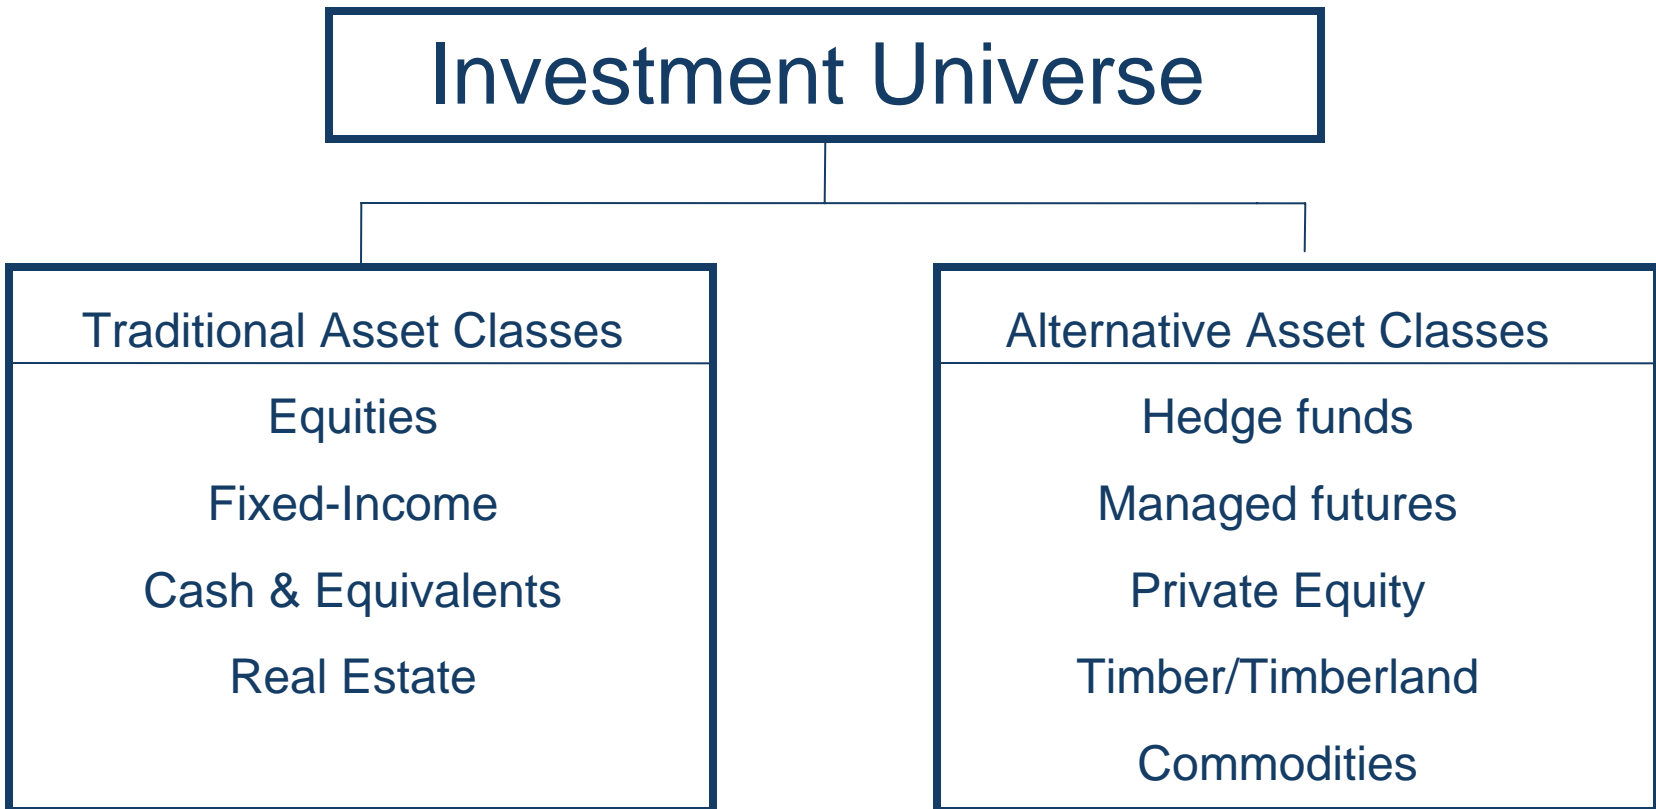 Investment Universe
Traditional Asset Classes
Equities
Fixed-Income
Cash & Equivalents
Real Estate
Alternative Asset Classes
Hedge funds
Managed futures
Private Equity
Timber/Timberland
Commodities